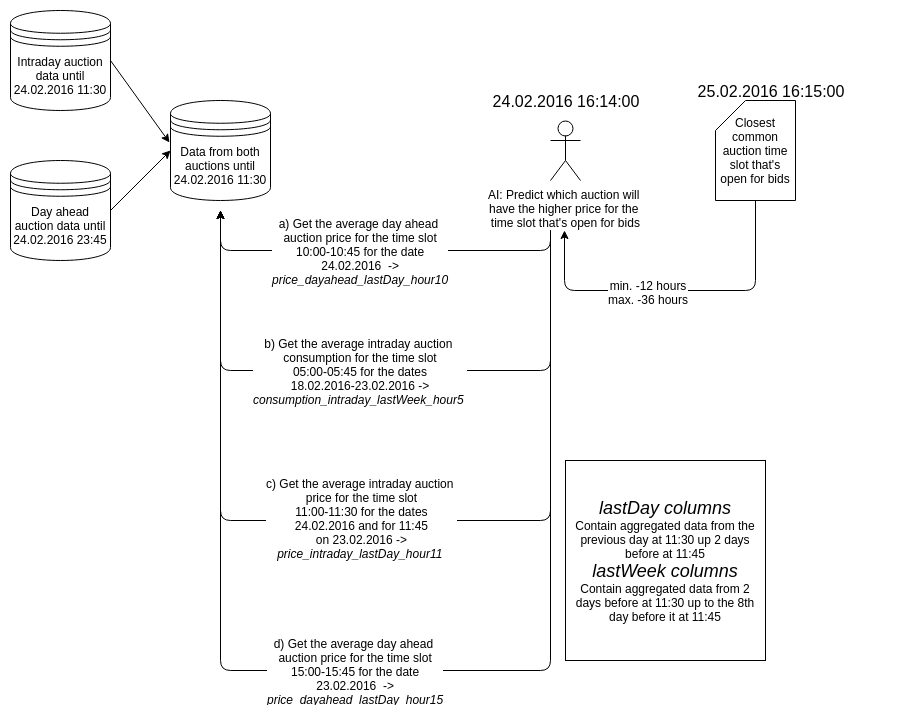 Intraday auction
data until
24.02.2016 11:30
Day ahead
auction data until
24.02.2016 23:45
Data from both
auctions until
24.02.2016 11:30
24.02.2016 16:14:00
AI: Predict which auction will
have the higher price for the
time slot that's open for bids
25.02.2016 16:15:00
Closest
common
auction time
slot that's
open for bids
min. -12 hours
max. -36 hours
a) Get the average day ahead
auction price for the time slot
10:00-10:45 for the date
24.02.2016 ->
price_dayahead_lastDay_hour10
b) Get the average intraday auction
consumption for the time slot
05:00-05:45 for the dates
18.02.2016-23.02.2016 ->
consumption_intraday_lastWeek_hour5
c) Get the average intraday auction
price for the time slot
11:00-11:30 for the dates
24.02.2016 and for 11:45
on 23.02.2016 ->
price_intraday_lastDay_hour11
d) Get the average day ahead
auction price for the time slot
15:00-15:45 for the date
23.02.2016 ->
price_dayahead_lastDay_hour15
lastDay columns
Contain aggregated data from the
previous day at 11:30 up 2 days
before at 11:45
lastWeek columns
Contain aggregated data from 2
days before at 11:30 up to the 8th
day before it at 11:45